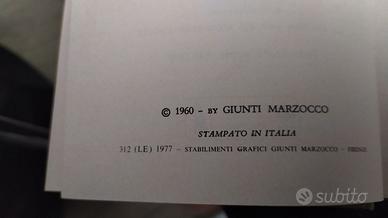 © 1960 - BY GIUNTI MARZOCCO
STAMPATO IN ITALIA
312 (LE) 1977 - STABILIMENTI GRAFICI GIUNTI MARZOCCO - FIRENZE
subito